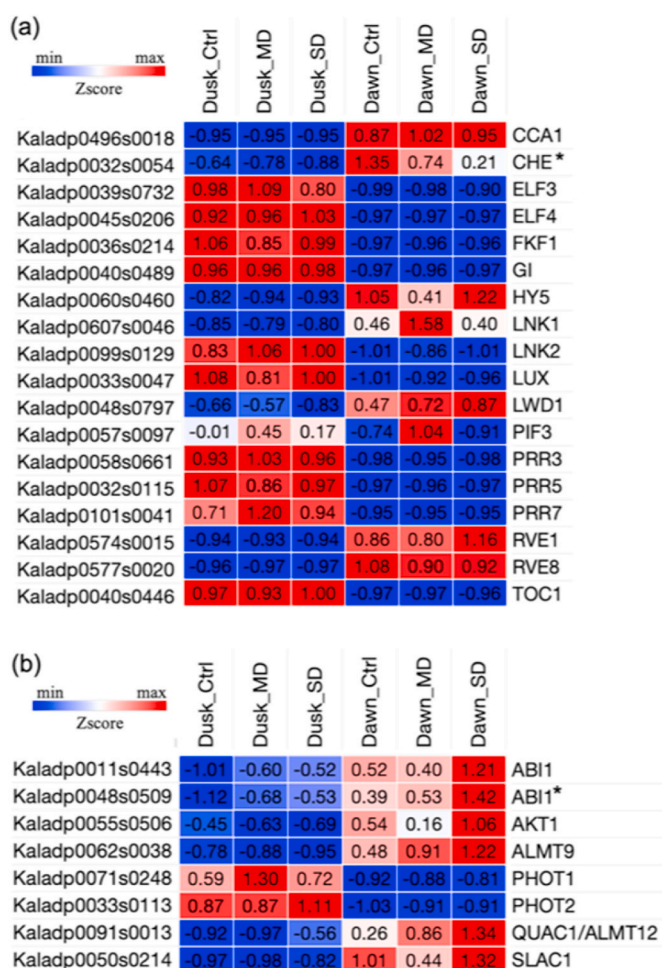 (a)
min max
Zscore
Dusk_Ctrl Dusk_MD Dusk_SD Dawn_Ctrl Dawn_MD Dawn_SD
Kaladp0496s0018 -0.95 -0.95 -0.95 0.87 1.02 0.95 CCA1
Kaladp0032s0054 -0.64 -0.78 -0.88 1.35 0.74 0.21 CHE*
Kaladp0039s0732 0.98 1.09 0.80 -0.99 -0.98 -0.90 ELF3
Kaladp0045s0206 0.92 0.96 1.03 -0.97 -0.97 -0.97 ELF4
Kaladp0036s0214 1.06 0.85 0.99 -0.97 -0.96 -0.96 FKF1
Kaladp0040s0489 0.96 0.96 0.98 -0.97 -0.96 -0.97 GI
Kaladp0060s0460 -0.82 -0.94 -0.93 1.05 0.41 1.22 HY5
Kaladp0607s0046 -0.85 -0.79 -0.80 0.46 1.58 0.40 LNK1
Kaladp0099s0129 0.83 1.06 1.00 -1.01 -0.86 -1.01 LNK2
Kaladp0033s0047 1.08 0.81 1.00 -1.01 -0.92 -0.96 LUX
Kaladp0048s0797 -0.66 -0.57 -0.83 0.47 0.72 0.87 LWD1
Kaladp0057s0097 -0.01 0.45 0.17 -0.74 1.04 -0.91 PIF3
Kaladp0058s0661 0.93 1.03 0.96 -0.98 -0.95 -0.98 PRR3
Kaladp0032s0115 1.07 0.86 0.97 -0.97 -0.96 -0.97 PRR5
Kaladp0101s0041 0.71 1.20 0.94 -0.95 -0.95 -0.95 PRR7
Kaladp0574s0015 -0.94 -0.93 -0.94 0.86 0.80 1.16 RVE1
Kaladp0577s0020 -0.96 -0.97 -0.97 1.08 0.90 0.92 RVE8
Kaladp0040s0446 0.97 0.93 1.00 -0.97 -0.97 -0.96 TOC1
(b)
min max
Zscore
Dusk_Ctrl Dusk_MD Dusk_SD Dawn_Ctrl Dawn_MD Dawn_SD
Kaladp0011s0443 -1.01 -0.60 -0.52 0.52 0.40 1.21 ABI1
Kaladp0048s0509 -1.12 -0.68 -0.53 0.39 0.53 1.42 ABI1*
Kaladp0055s0506 -0.45 -0.63 -0.69 0.54 0.16 1.06 AKT1
Kaladp0062s0038 -0.78 -0.88 -0.95 0.48 0.91 1.22 ALMT9
Kaladp0071s0248 0.59 1.30 0.72 -0.92 -0.88 -0.81 PHOT1
Kaladp0033s0113 0.87 0.87 1.11 -1.03 -0.91 -0.91 PHOT2
Kaladp0091s0013 -0.92 -0.97 -0.56 0.26 0.86 1.34 QUAC1/ALMT12
Kaladp0050s0214 -0.97 -0.98 -0.82 1.01 0.44 1.32 SLAC1